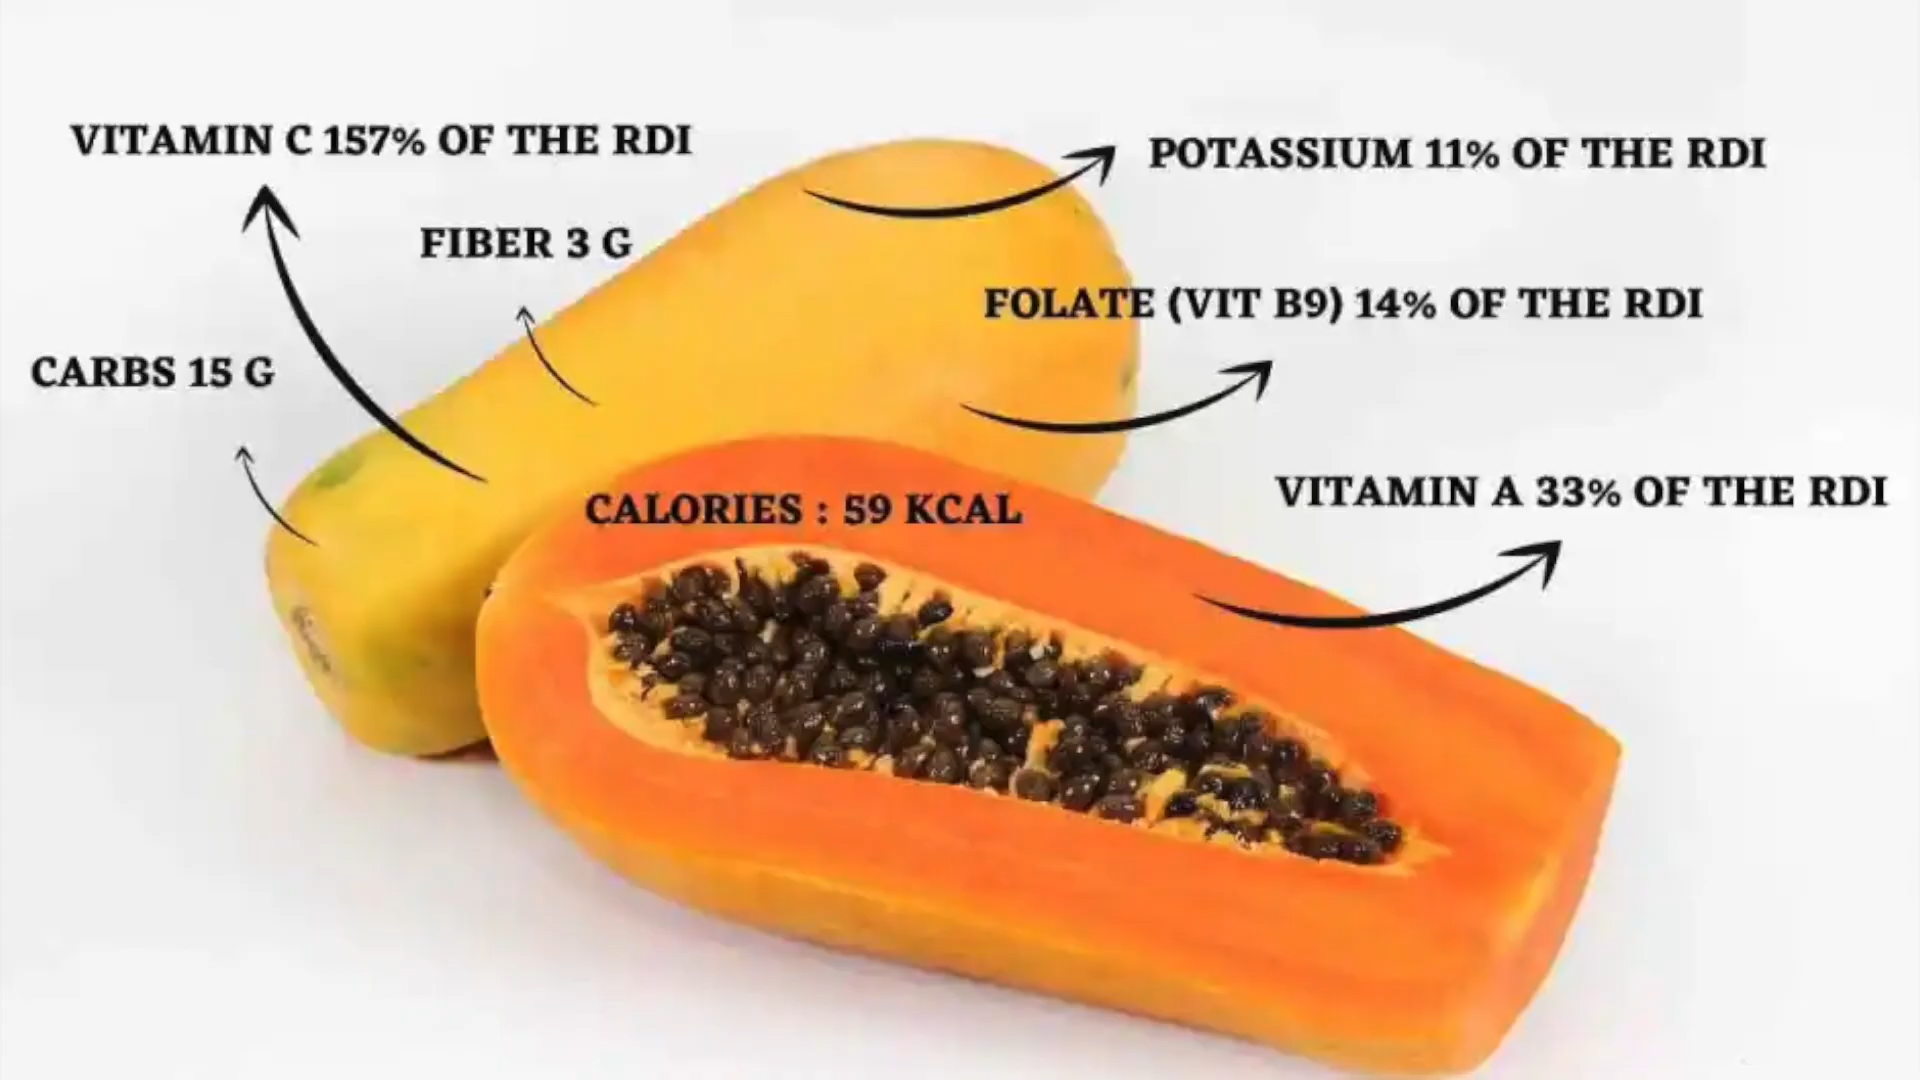 VITAMIN C 157% OF THE RDI
POTASSIUM 11% OF THE RDI
FIBER 3 G
FOLATE (VIT B9) 14% OF THE RDI
CARBS 15 G
VITAMIN A 33% OF THE RDI
CALORIES : 59 KCAL